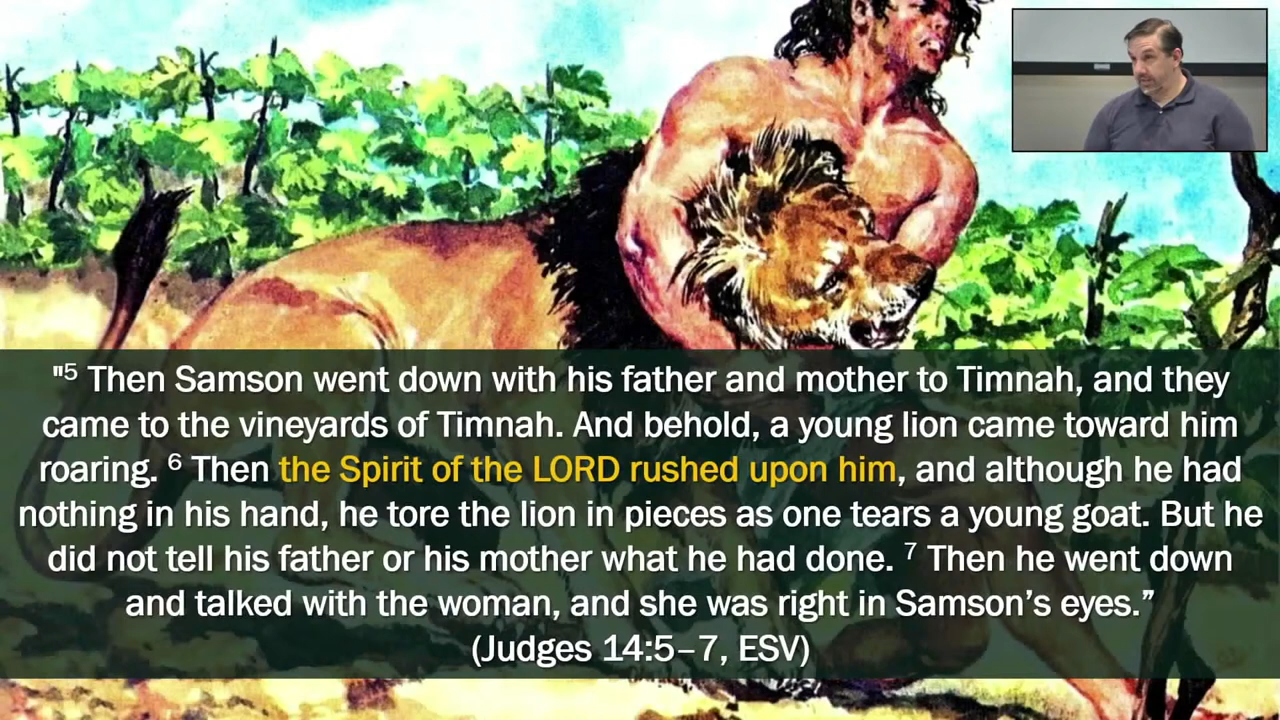 "5 Then Samson went down with his father and mother to Timnah, and they
came to the vineyards of Timnah. And behold, a young lion came toward him
roaring. 6 Then the Spirit of the LORD rushed upon him, and although he had
nothing in his hand, he tore the lion in pieces as one tears a young goat. But he
did not tell his father or his mother what he had done. 7 Then he went down
and talked with the woman, and she was right in Samson’s eyes.”
(Judges 14:5–7, ESV)